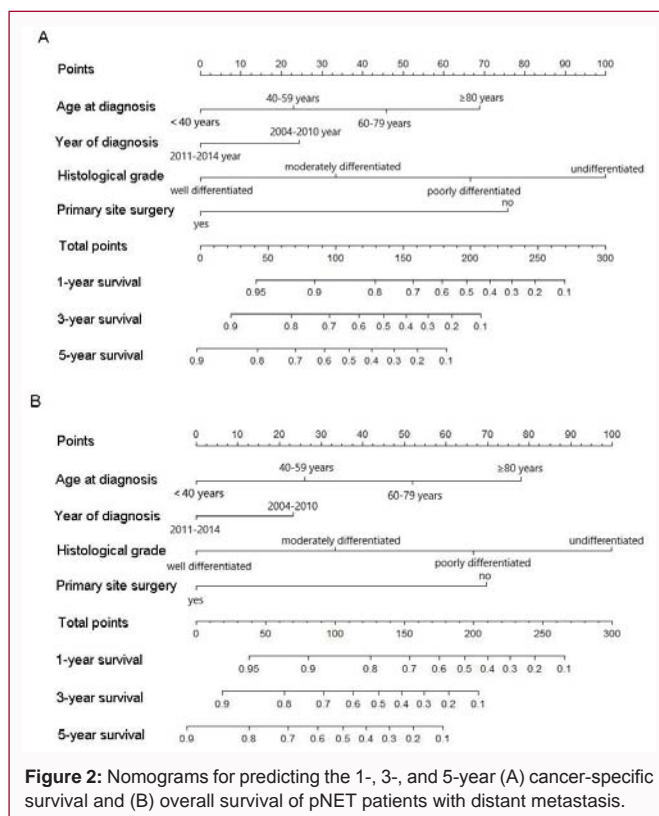 A
Points
0 10 20 30 40 50 60 70 80 90 100
Age at diagnosis
40-59 years ≥80 years
<40 years 60-79 years
Year of diagnosis
2004-2010 year
2011-2014 year
Histological grade
moderately differentiated undifferentiated
well differentiated poorly differentiated
Primary site surgery
no
yes
Total points
0 50 100 150 200 250 300
1-year survival
0.95 0.9 0.8 0.7 0.6 0.5 0.4 0.3 0.2 0.1
3-year survival
0.9 0.8 0.7 0.6 0.5 0.4 0.3 0.2 0.1
5-year survival
0.9 0.8 0.7 0.6 0.5 0.4 0.3 0.2 0.1
B
Points
0 10 20 30 40 50 60 70 80 90 100
Age at diagnosis
40-59 years ≥80 years
<40 years 60-79 years
Year of diagnosis
2004-2010
2011-2014
Histological grade
moderately differentiated undifferentiated
well differentiated poorly differentiated
Primary site surgery
no
yes
Total points
0 50 100 150 200 250 300
1-year survival
0.95 0.9 0.8 0.7 0.6 0.5 0.4 0.3 0.2 0.1
3-year survival
0.9 0.8 0.7 0.6 0.5 0.4 0.3 0.2 0.1
5-year survival
0.9 0.8 0.7 0.6 0.5 0.4 0.3 0.2 0.1
Figure 2: Nomograms for predicting the 1-, 3-, and 5-year (A) cancer-specific
survival and (B) overall survival of pNET patients with distant metastasis.